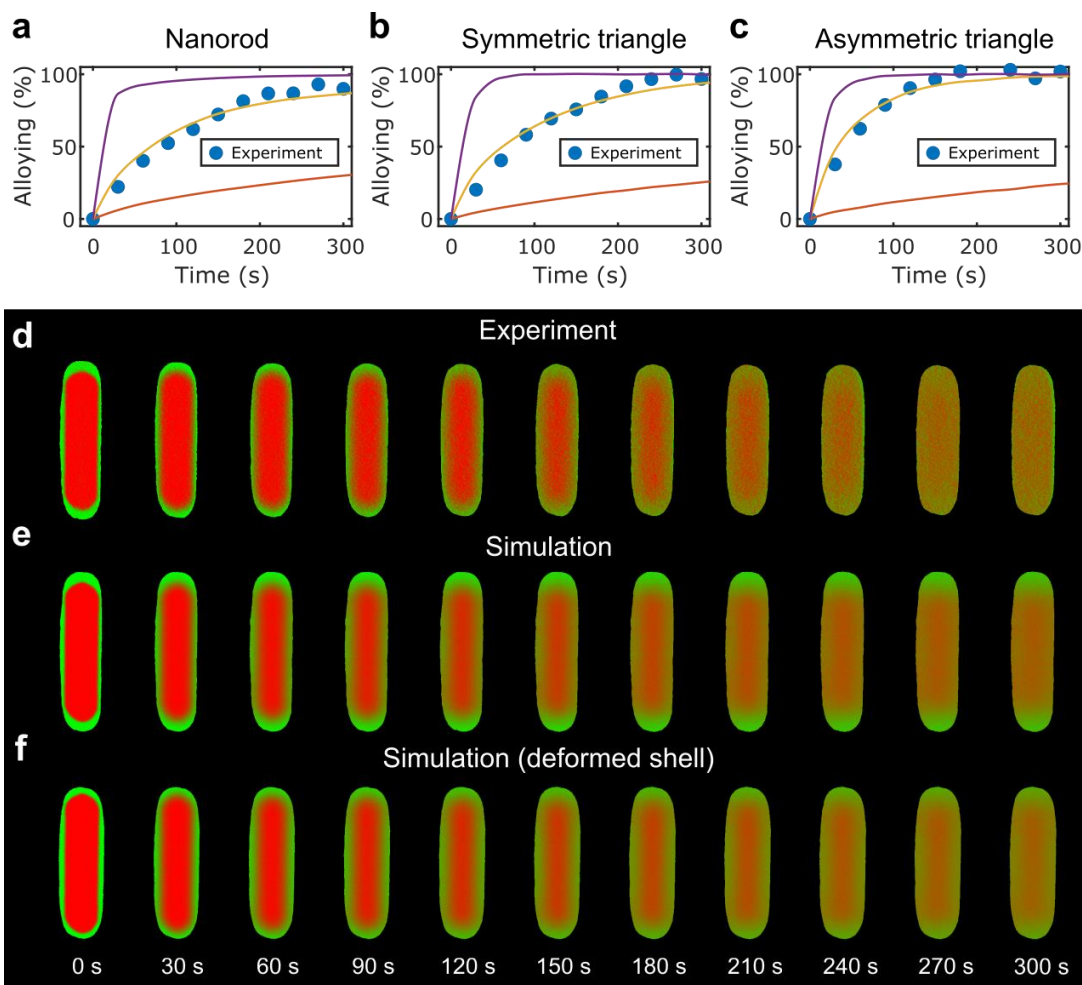 a
Nanorod
100
50
0
Alloying (%)
Experiment
0 100 200 300
Time (s)
b
Symmetric triangle
100
50
0
Alloying (%)
Experiment
0 100 200 300
Time (s)
c
Asymmetric triangle
100
50
0
Alloying (%)
Experiment
0 100 200 300
Time (s)
d
Experiment
e
Simulation
f
Simulation (deformed shell)
0 s 30 s 60 s 90 s 120 s 150 s 180 s 210 s 240 s 270 s 300 s